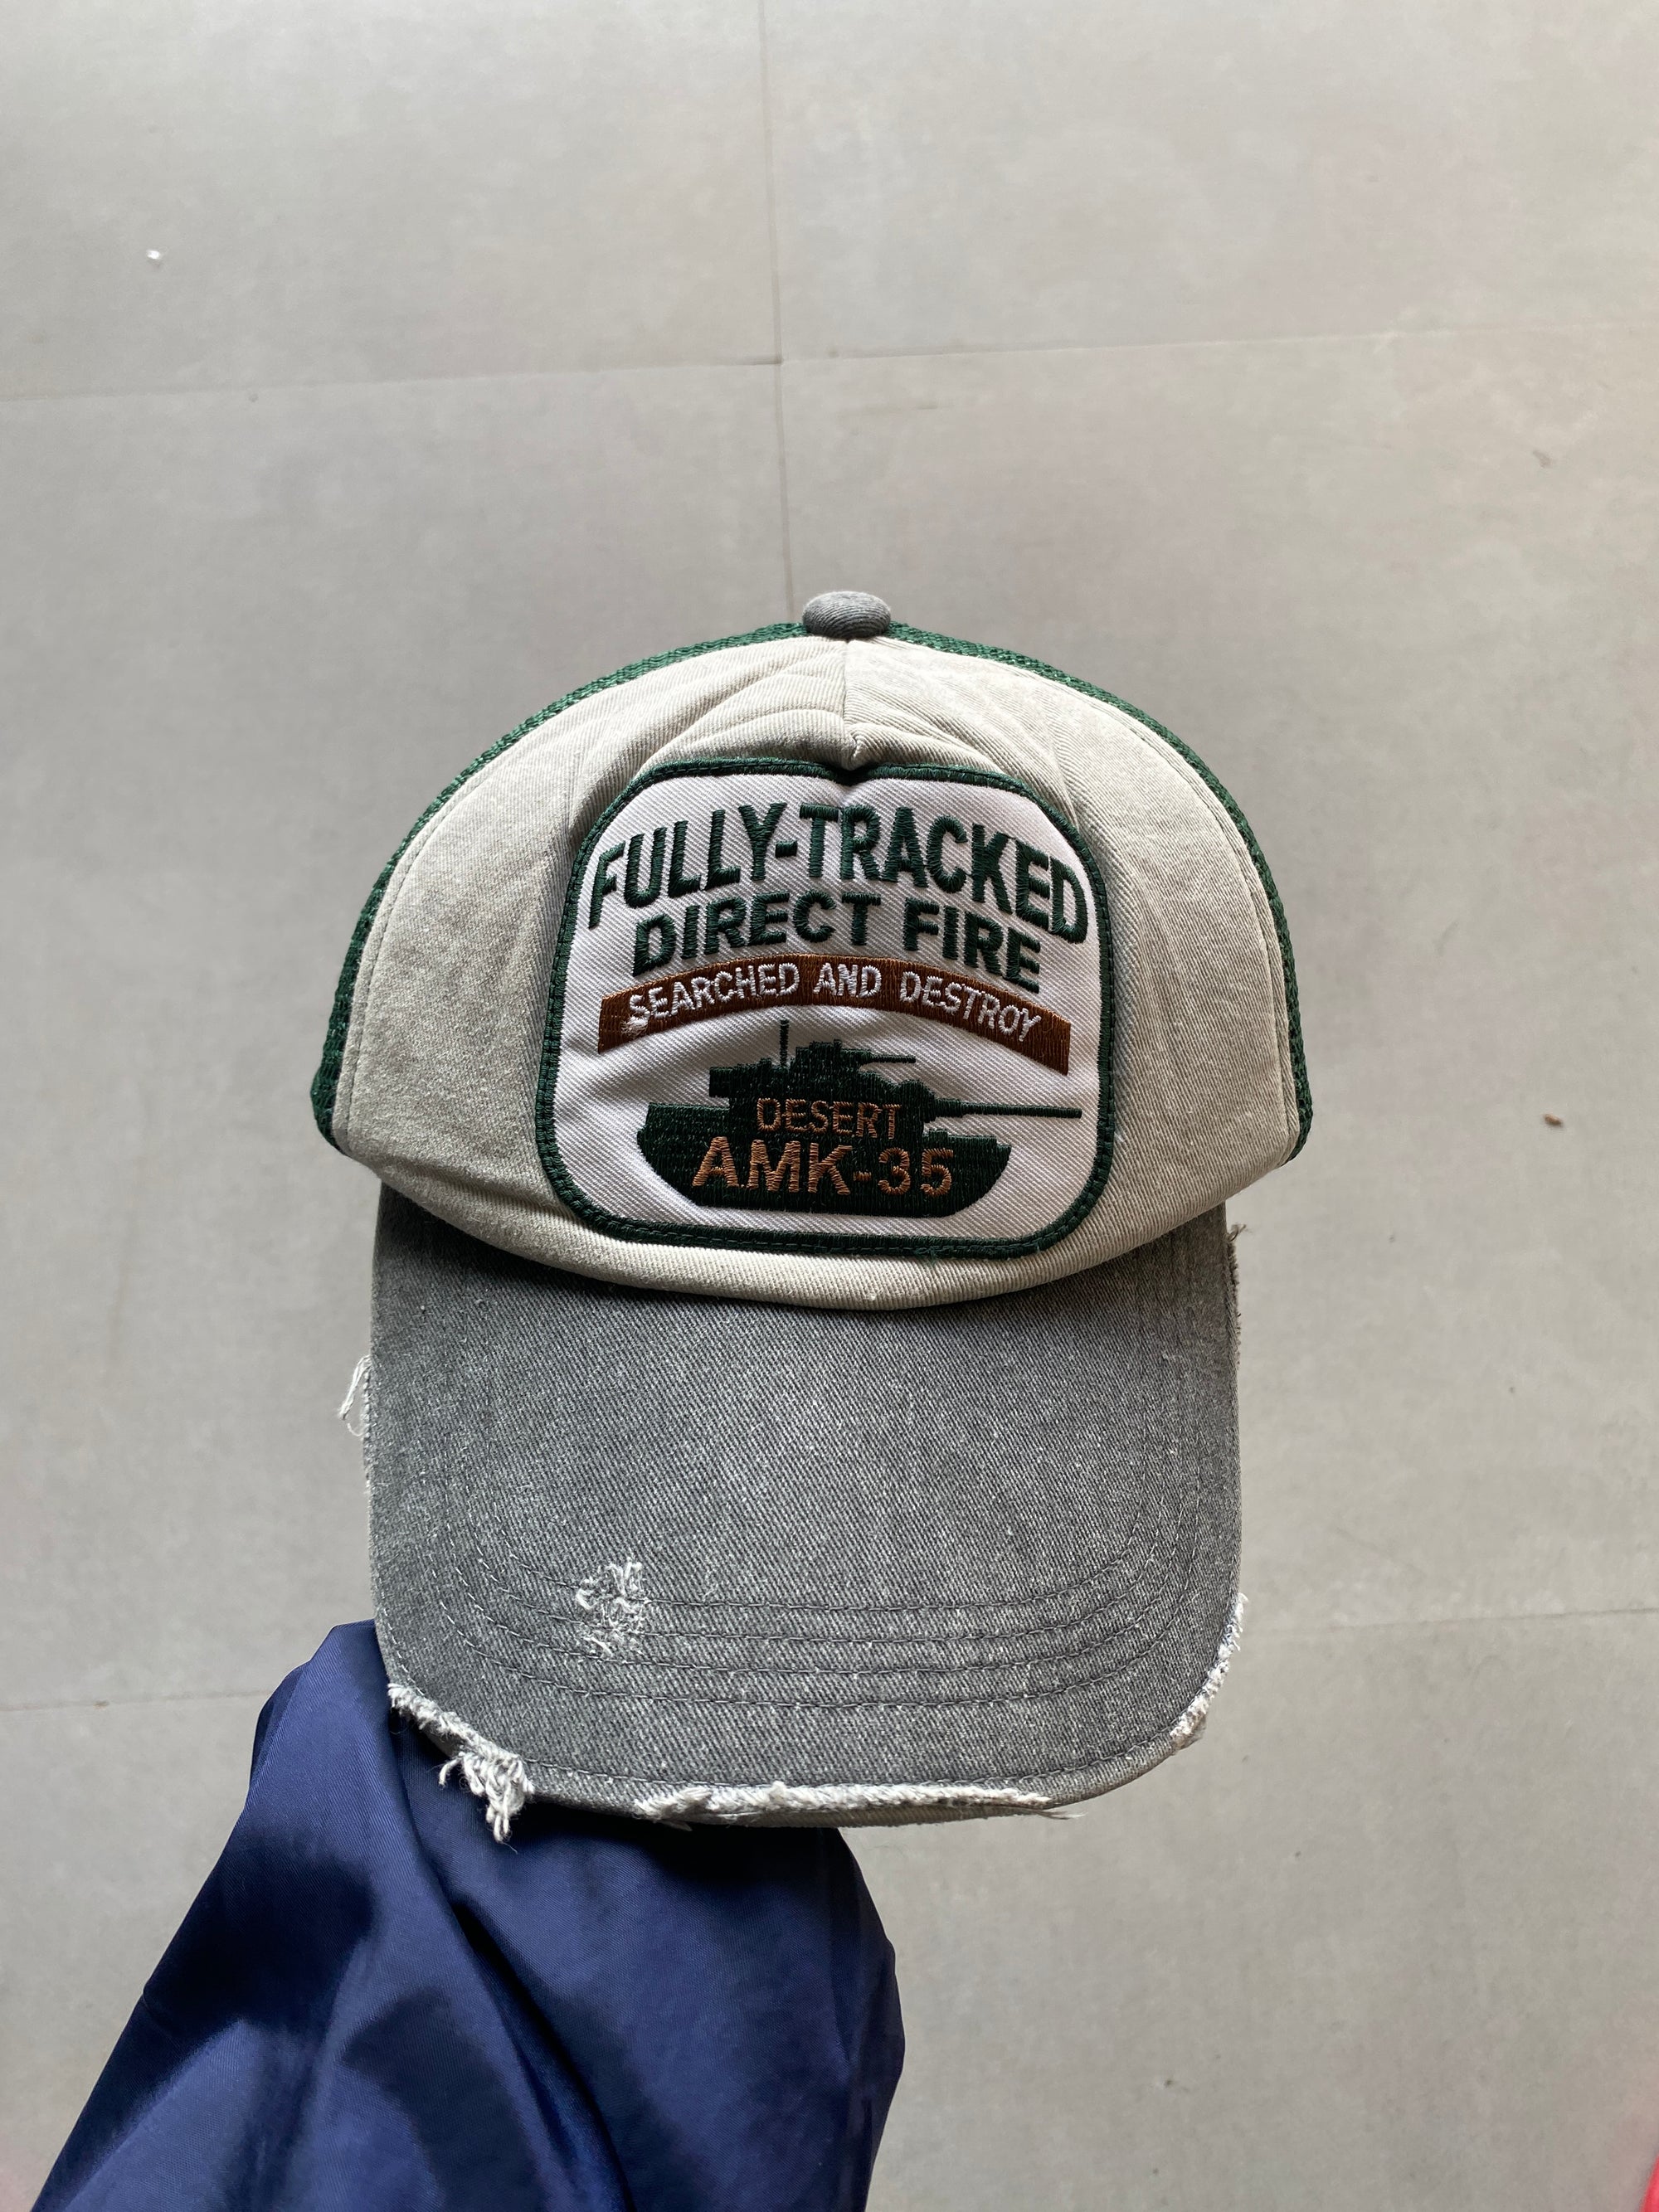 FULLY-TRACKED
DIRECT FIRE
SEARCHED AND DESTROY
DESERT
AMK-35